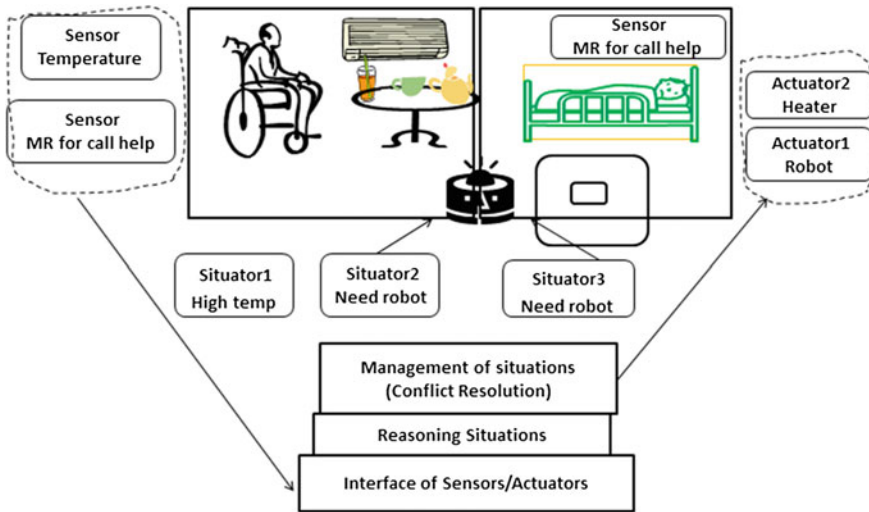 Sensor
Temperature
Sensor
MR for call help
Sensor
MR for call help
Actuator2
Heater
Actuator1
Robot
Situator1
High temp
Situator2
Need robot
Situator3
Need robot
Management of situations
(Conflict Resolution)
Reasoning Situations
Interface of Sensors/Actuators